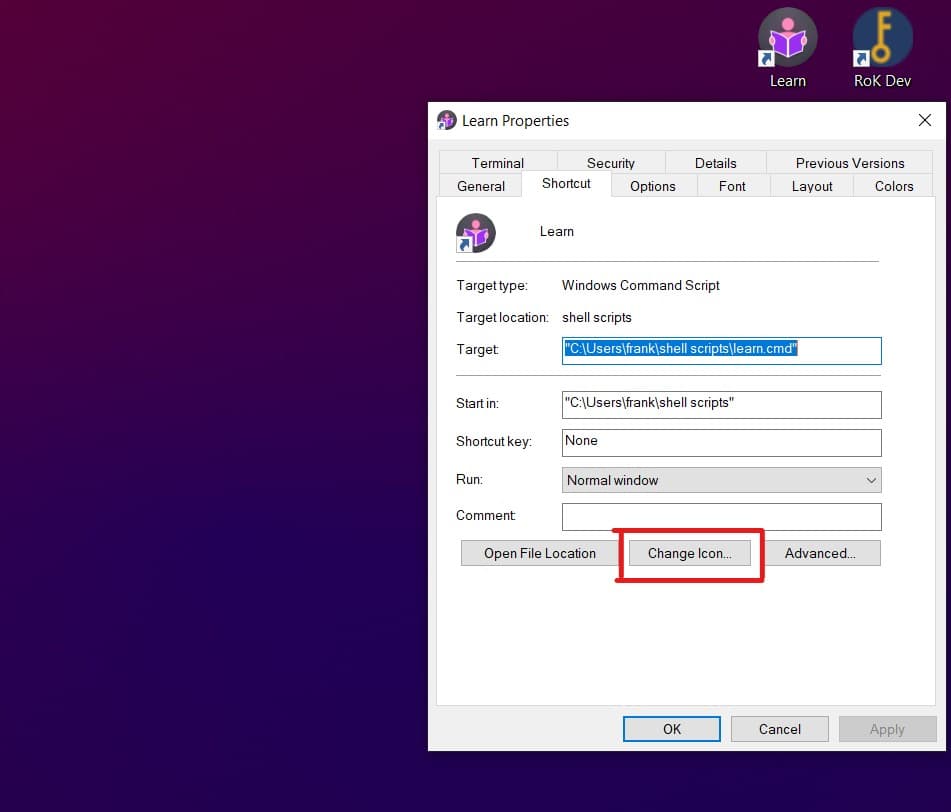 Learn
RoK Dev
Learn Properties
Terminal Security Details Previous Versions
General Shortcut Options Font Layout Colors
Learn
Target type: Windows Command Script
Target location: shell scripts
Target: "C:\Users\frank\shell scripts\learn.cmd"
Start in: "C:\Users\frank\shell scripts"
Shortcut key: None
Run: Normal window
Comment:
Open File Location Change Icon... Advanced...
OK Cancel Apply